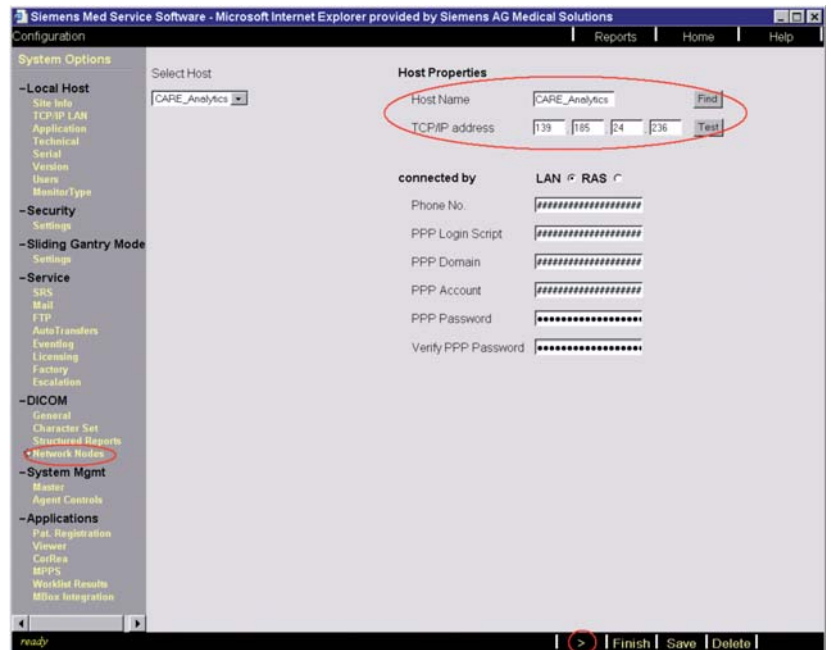 Siemens Med Service Software - Microsoft Internet Explorer provided by Siemens AG Medical Solutions
Configuration
Reports
Home
Help
System Options
-Local Host
Site Info
TCP/IP LAN
Application
Technical
Serial
Version
Users
MonitorType
-Security
Settings
-Sliding Gantry Mode
Settings
-Service
SRS
Mail
FTP
AutoTransfers
Eventlog
Licensing
Factory
Escalation
-DICOM
General
Character Set
Structured Reports
Network Nodes
-System Mgmt
Master
Agent Controls
-Applications
Pat. Registration
Viewer
CorRea
MPPS
Worklist Results
MBox Integration
Select Host
CARE_Analytics
Host Properties
Host Name CARE_Analytics Find
TCP/IP address 139 . 185 . 24 . 236 Test
connected by LAN RAS
Phone No. ####################
PPP Login Script ####################
PPP Domain ####################
PPP Account ####################
PPP Password ●●●●●●●●●●●●●●●●●●
Verify PPP Password ●●●●●●●●●●●●●●●●●●
ready
> Finish Save Delete